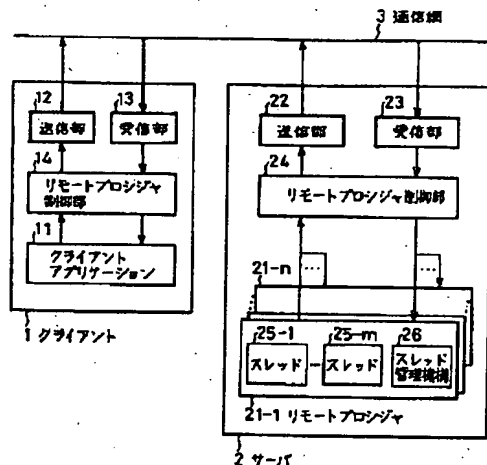 3 通信網
12
13
送信部
受信部
14
リモートプロシジャ
制御部
11
クライアント
アプリケーション
1 クライアント
22
23
送信部
受信部
24
リモートプロシジャ制御部
21-n
25-1
25-m
26
スレッド
スレッド
スレッド
管理機構
21-1 リモートプロシジャ
2 サーバ